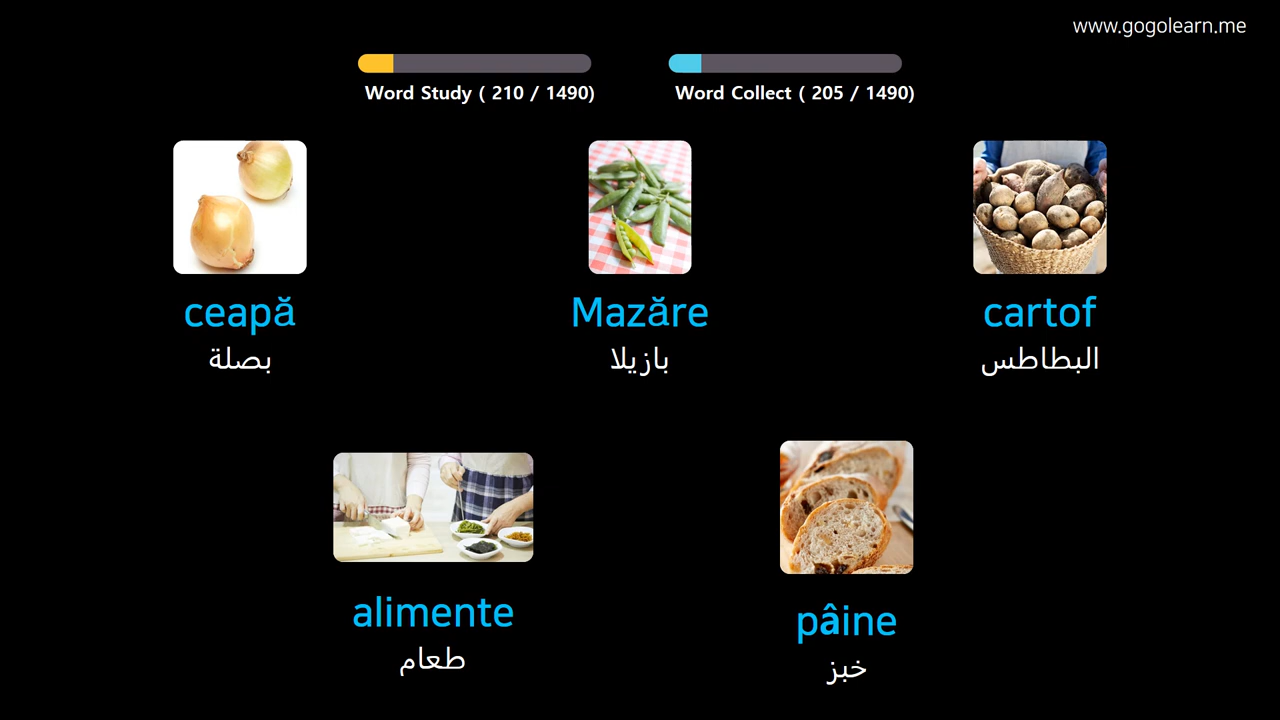 www.gogolearn.me
Word Study ( 210 / 1490)
Word Collect ( 205 / 1490)
ceapă
بصلة
Mazăre
بازيلا
cartof
البطاطس
alimente
طعام
pâine
خبز